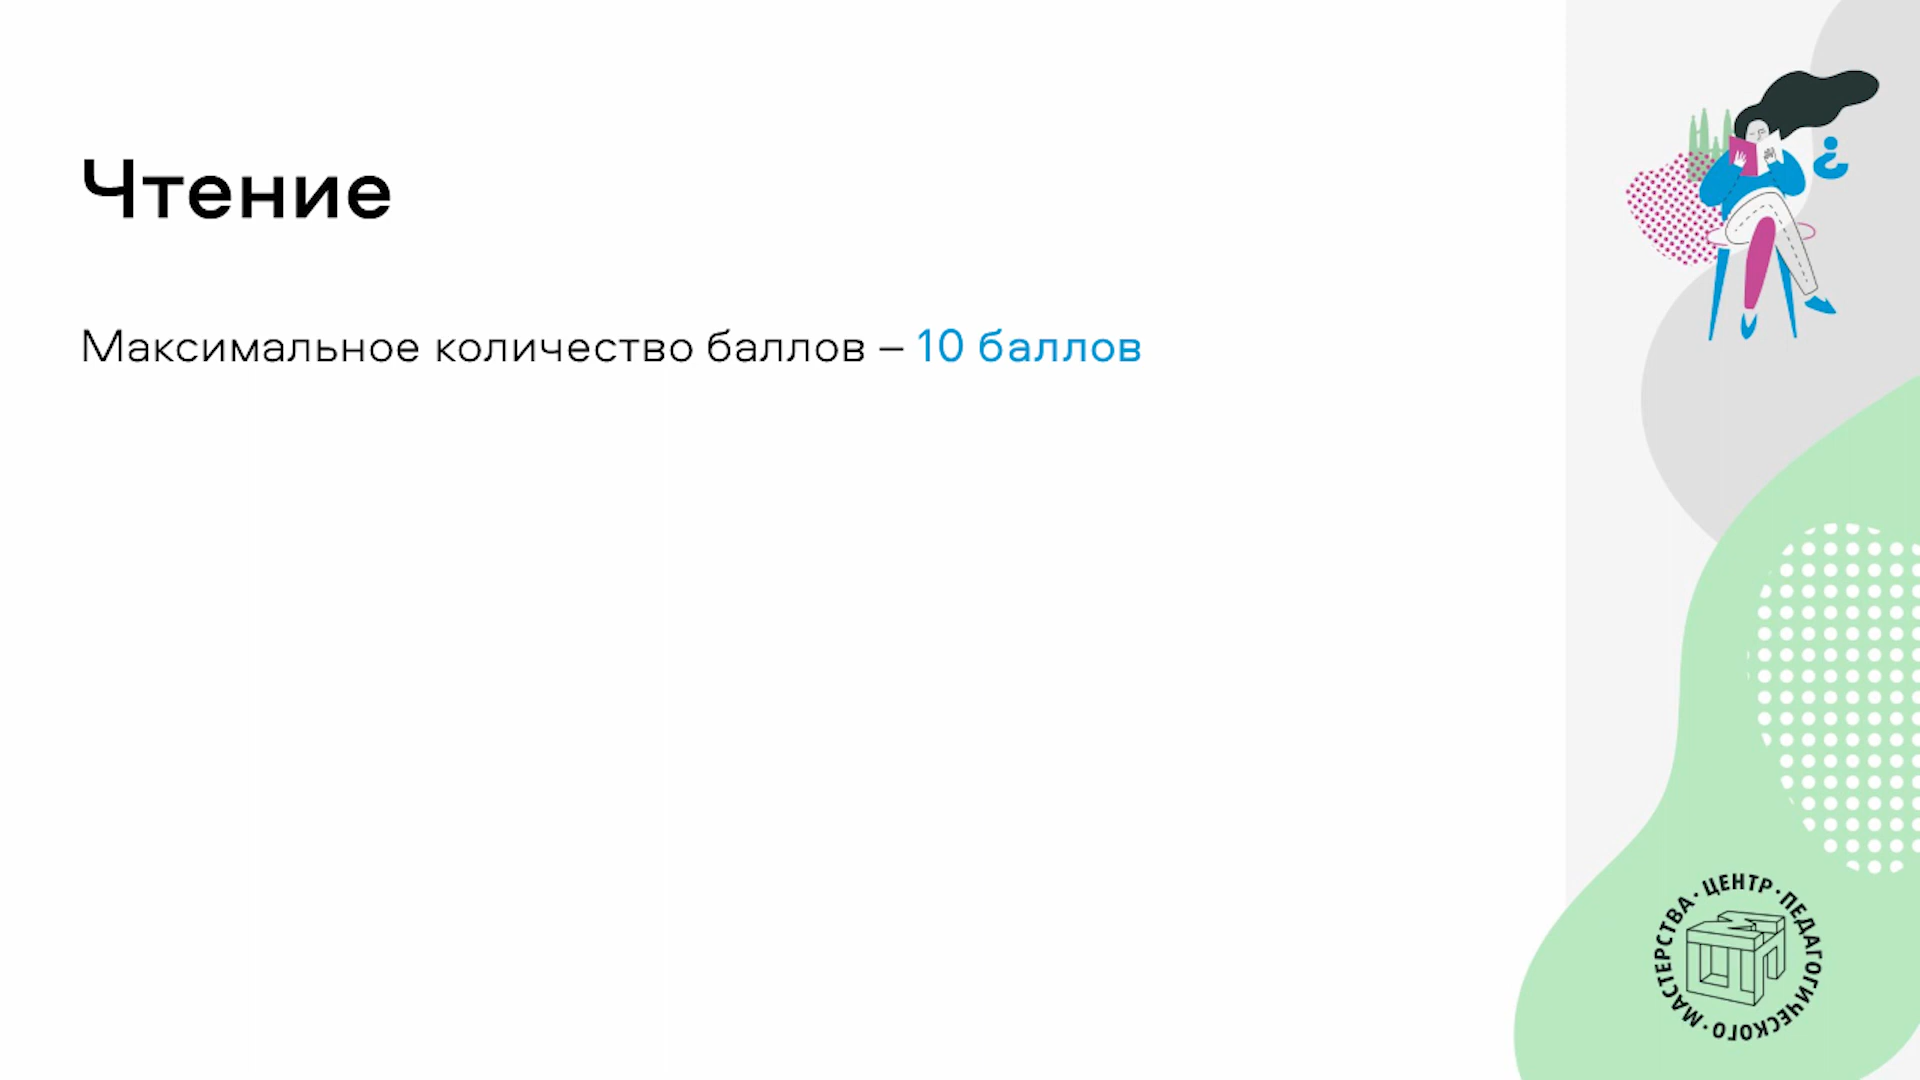 Чтение
Максимальное количество баллов – 10 баллов
ЦЕНТР · ПЕДАГОГИЧЕСКОГО · МАСТЕРСТВА ·